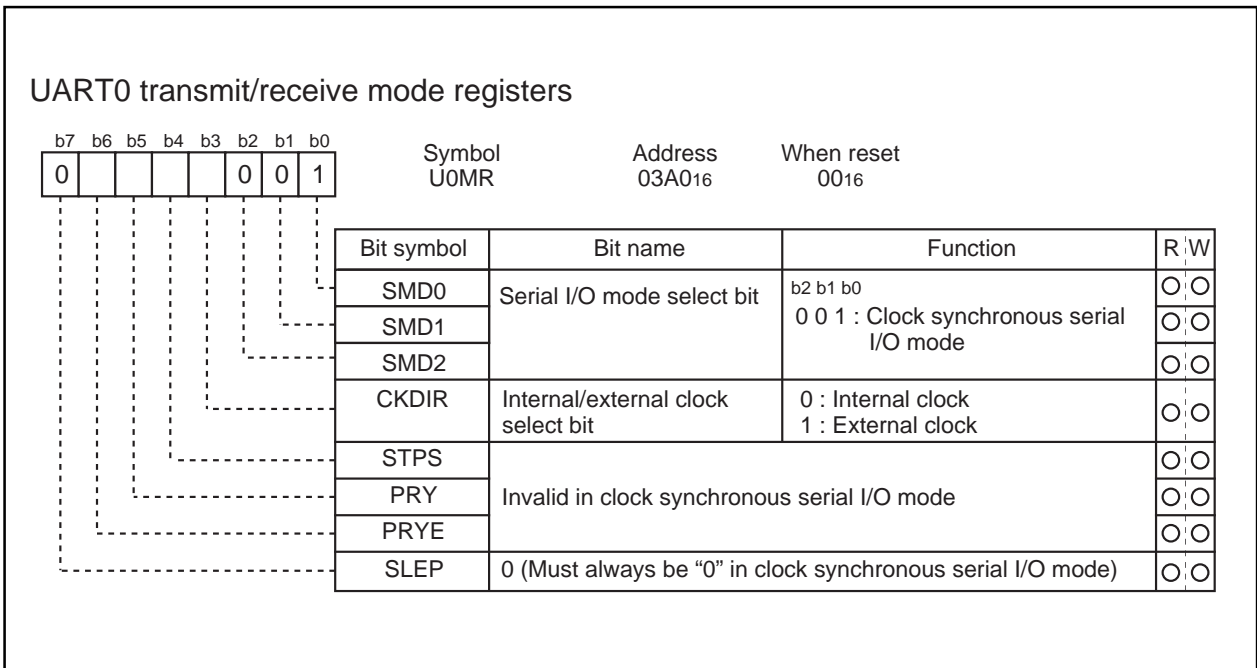 UART0 transmit/receive mode registers
b7 b6 b5 b4 b3 b2 b1 b0
0 0 0 1
Symbol Address When reset
U0MR 03A016 0016
Bit symbol Bit name Function R W
SMD0 Serial I/O mode select bit b2 b1 b0
SMD1 0 0 1 : Clock synchronous serial
I/O mode
SMD2
CKDIR Internal/external clock 0 : Internal clock
select bit 1 : External clock
STPS
PRY Invalid in clock synchronous serial I/O mode
PRYE
SLEP 0 (Must always be “0” in clock synchronous serial I/O mode)